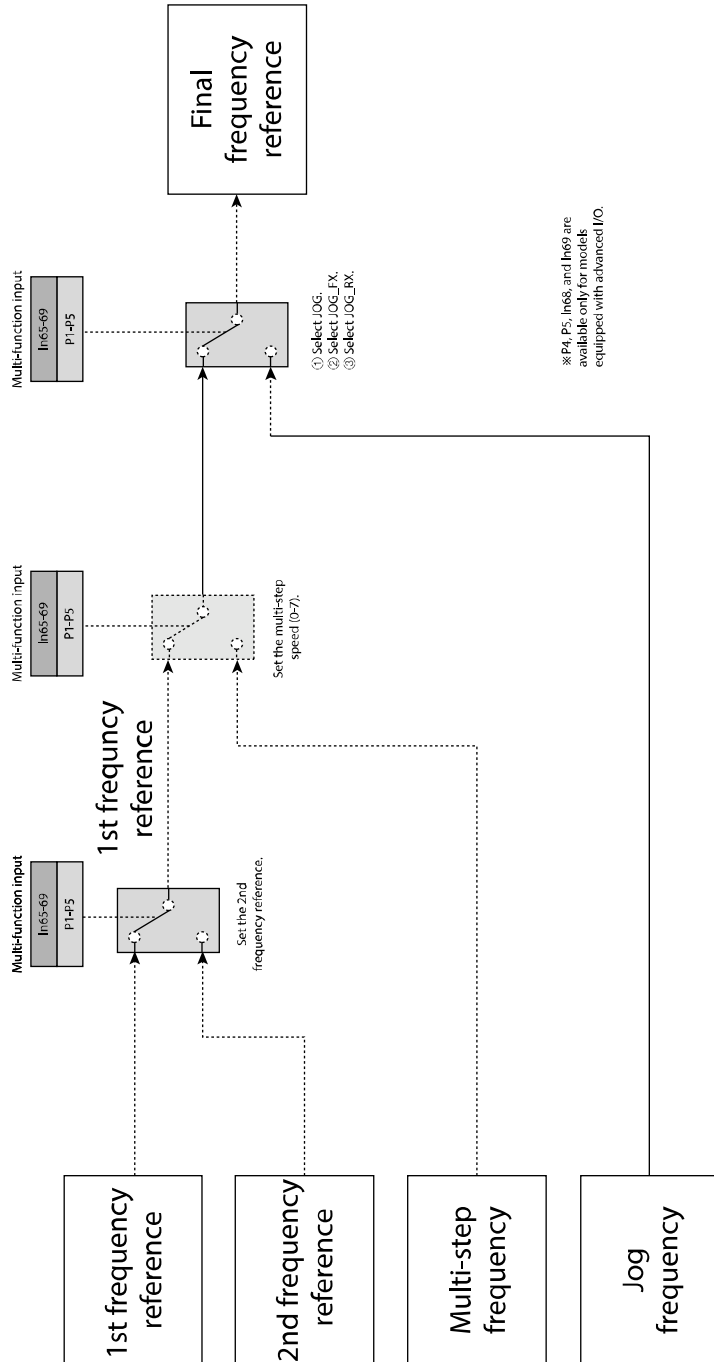 1st frequency
reference
2nd frequency
reference
Multi-step
frequency
Jog
frequency
Multi-function input
In65-69
P1-P5
Set the 2nd
frequency reference.
1st frequncy
reference
Multi-function input
In65-69
P1-P5
Set the multi-step
speed (0-7).
Multi-function input
In65-69
P1-P5
① Select JOG.
② Select JOG_FX.
③ Select JOG_RX.
Final
frequency
reference
※P4, P5, In68, and In69 are
available only for models
equipped with advanced I/O.